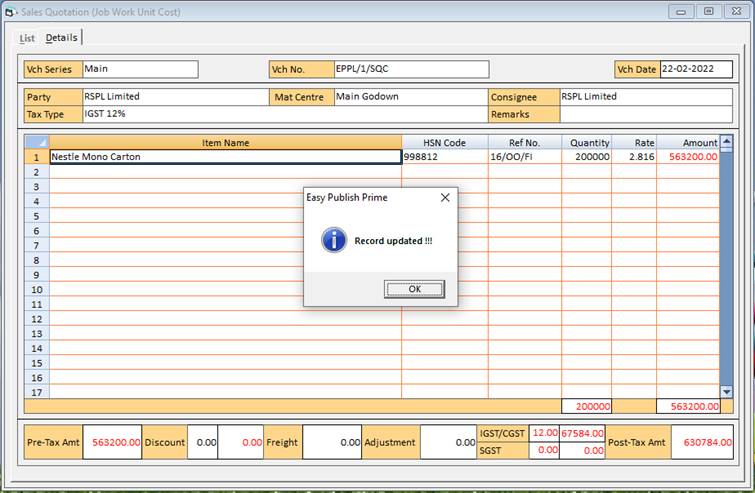 Sales Quotation (Job Work Unit Cost)
List Details
Vch Series Main Vch No. EPPL/1/SQC Vch Date 22-02-2022
Party RSPL Limited Mat Centre Main Godown Consignee RSPL Limited
Tax Type IGST 12% Remarks
Item Name HSN Code Ref No. Quantity Rate Amount
1 Nestle Mono Carton 998812 16/OO/FI 200000 2.816 563200.00
2
3
4
5
6
7
8
9
10
11
12
13
14
15
16
17
Easy Publish Prime
Record updated !!!
OK
200000 563200.00
Pre-Tax Amt 563200.00 Discount 0.00 0.00 Freight 0.00 Adjustment 0.00 IGST/CGST 12.00 67584.00 Post-Tax Amt 630784.00
SGST 0.00 0.00